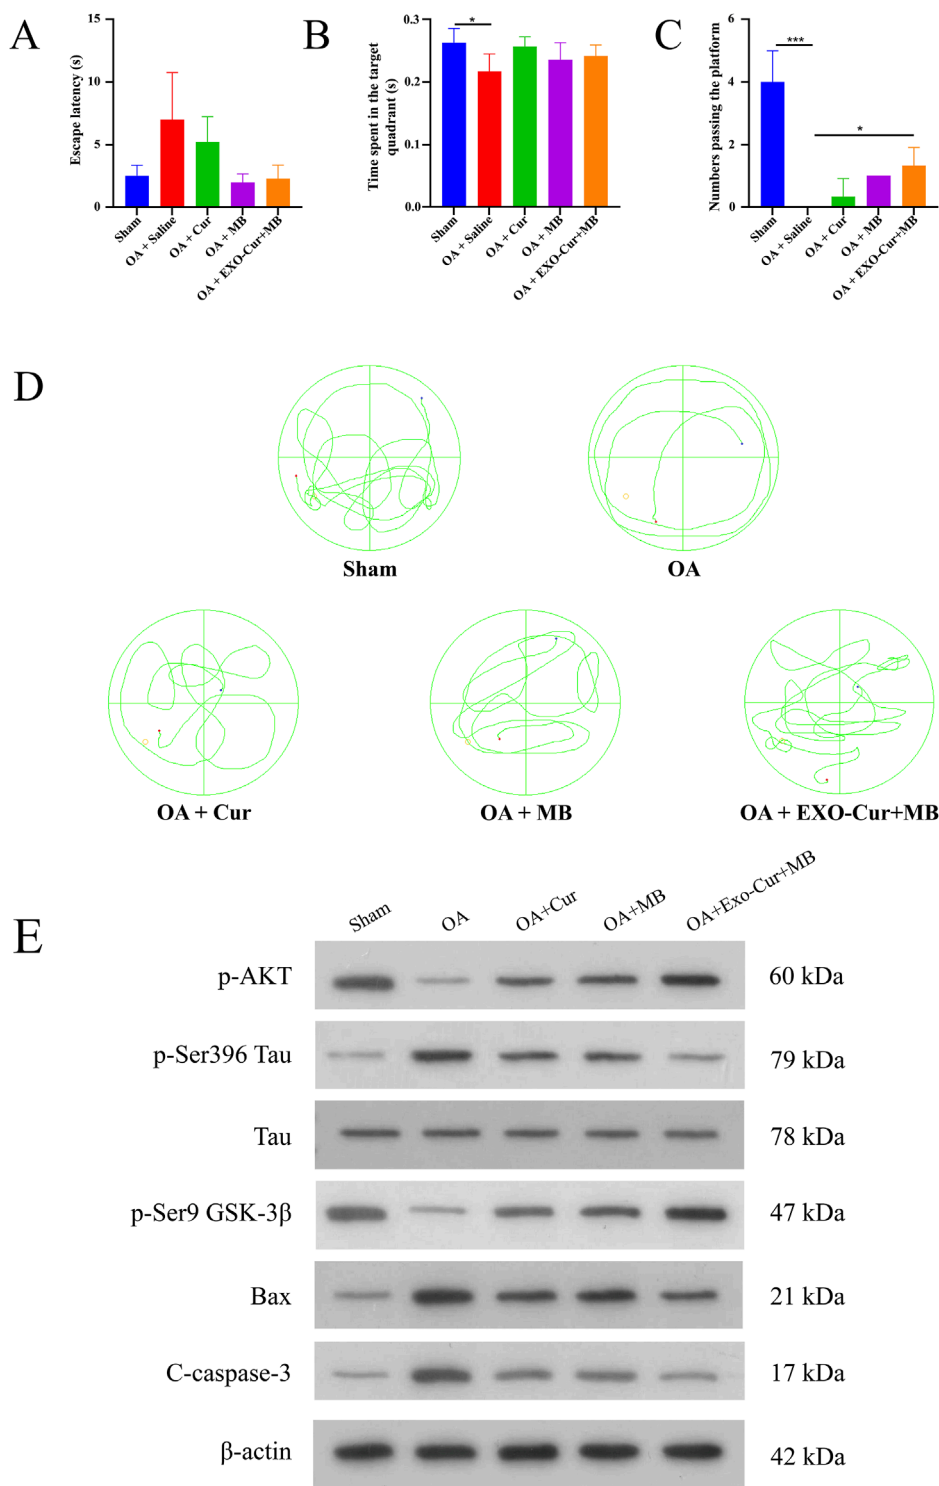 A
Escape latency (s)
15
10
5
0
Sham
OA + Saline
OA + Cur
OA + MB
OA + EXO-Cur+MB
B
Time spent in the target
quadrant (s)
0.3
0.2
0.1
0.0
*
Sham
OA + Saline
OA + Cur
OA + MB
OA + EXO-Cur+MB
C
Numbers passing the platform
6
4
2
0
***
*
Sham
OA + Saline
OA + Cur
OA + MB
OA + EXO-Cur+MB
D
Sham
OA
OA + Cur
OA + MB
OA + EXO-Cur+MB
E
Sham
OA
OA+Cur
OA+MB
OA+Exo-Cur+MB
p-AKT 60 kDa
p-Ser396 Tau 79 kDa
Tau 78 kDa
p-Ser9 GSK-3β 47 kDa
Bax 21 kDa
C-caspase-3 17 kDa
β-actin 42 kDa